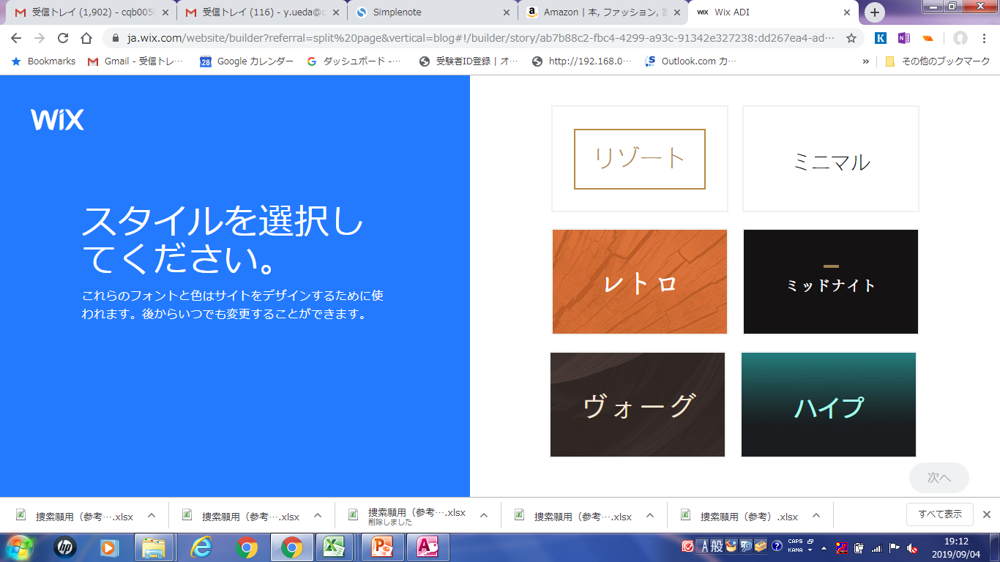 受信トレイ (1,902) - cqb005
受信トレイ (116) - y.ueda@c
Simplenote
Amazon | 本, ファッション,
Wix ADI
ja.wix.com/website/builder?referral=split%20page&vertical=blog#!/builder/story/ab7b88c2-fbc4-4299-a93c-91342e327238:dd267ea4-ad…
Bookmarks
Gmail - 受信トレ…
28 Google カレンダー
ダッシュボード -…
受験者ID登録 | オ…
http://192.168.0…
Outlook.com カ…
»
その他のブックマーク
WiX
スタイルを選択し
てください。
これらのフォントと色はサイトをデザインするために使
われます。後からいつでも変更することができます。
リゾート
ミニマル
レトロ
ミッドナイト
ヴォーグ
ハイプ
次へ
捜索願用（参考….xlsx
捜索願用（参考….xlsx
捜索願用（参考….xlsx
削除しました
捜索願用（参考….xlsx
捜索願用（参考）.xlsx
すべて表示
hp
A 般
CAPS
KANA
19:12
2019/09/04